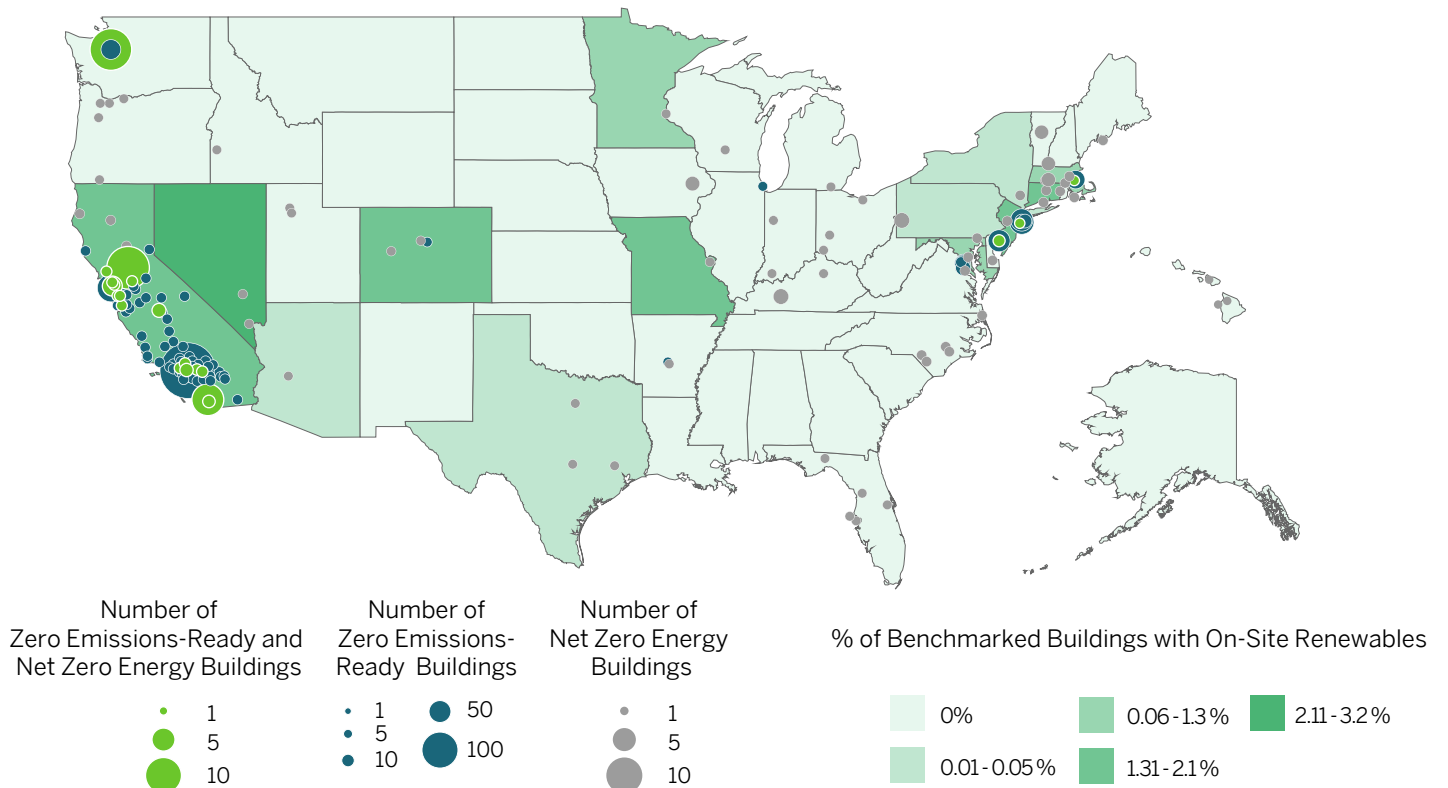 Number of
Zero Emissions-Ready and
Net Zero Energy Buildings
1
5
10
Number of
Zero Emissions-
Ready Buildings
1
5
10
50
100
Number of
Net Zero Energy
Buildings
1
5
10
% of Benchmarked Buildings with On-Site Renewables
0%
0.01 - 0.05 %
0.06 - 1.3 %
1.31 - 2.1 %
2.11 - 3.2 %